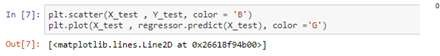 0
In [7]: plt.scatter(X_test , Y_test, color = 'B')
plt.plot(X_test , regressor.predict(X_test), color ='G')
Out[7]: [<matplotlib.lines.Line2D at 0x26618f94b00>]